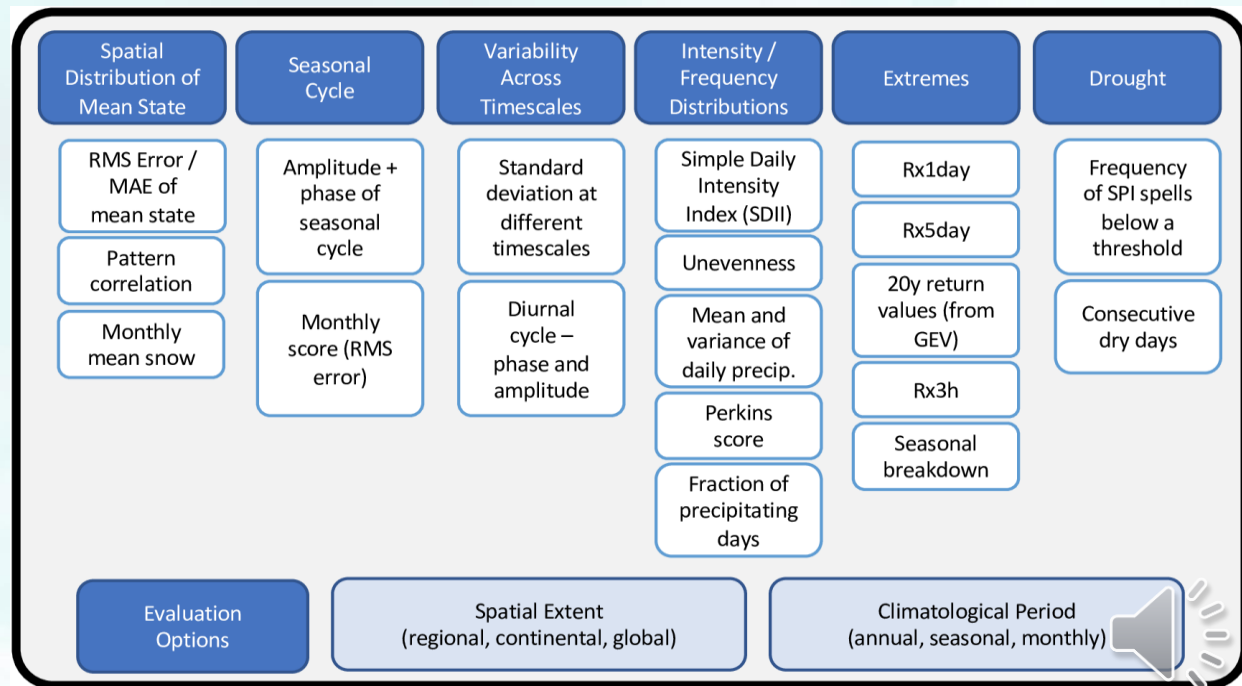 Spatial
Distribution of
Mean State
Seasonal
Cycle
Variability
Across
Timescales
Intensity /
Frequency
Distributions
Extremes
Drought
RMS Error /
MAE of
mean state
Pattern
correlation
Monthly
mean snow
Amplitude +
phase of
seasonal
cycle
Monthly
score (RMS
error)
Standard
deviation at
different
timescales
Diurnal
cycle –
phase and
amplitude
Simple Daily
Intensity
Index (SDII)
Unevenness
Mean and
variance of
daily precip.
Perkins
score
Fraction of
precipitating
days
Rx1day
Rx5day
20y return
values (from
GEV)
Rx3h
Seasonal
breakdown
Frequency
of SPI spells
below a
threshold
Consecutive
dry days
Evaluation
Options
Spatial Extent
(regional, continental, global)
Climatological Period
(annual, seasonal, monthly)